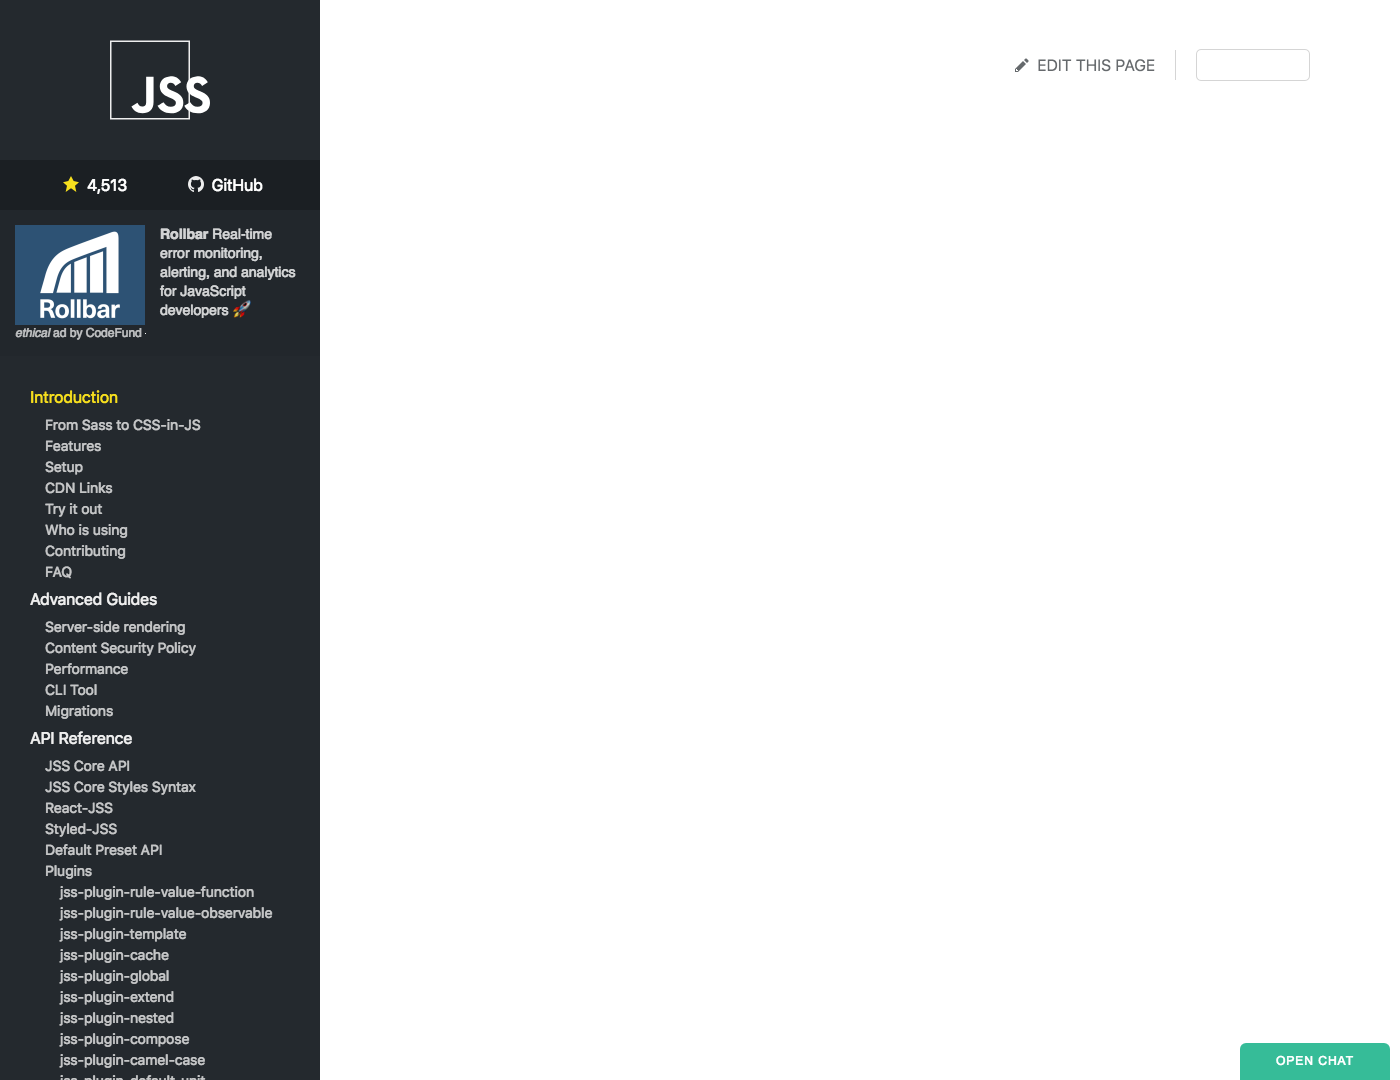 JSS
EDIT THIS PAGE
4,513
GitHub
Rollbar
ethical ad by CodeFund
Rollbar Real-time
error monitoring,
alerting, and analytics
for JavaScript
developers 🚀
Introduction
From Sass to CSS-in-JS
Features
Setup
CDN Links
Try it out
Who is using
Contributing
FAQ
Advanced Guides
Server-side rendering
Content Security Policy
Performance
CLI Tool
Migrations
API Reference
JSS Core API
JSS Core Styles Syntax
React-JSS
Styled-JSS
Default Preset API
Plugins
jss-plugin-rule-value-function
jss-plugin-rule-value-observable
jss-plugin-template
jss-plugin-cache
jss-plugin-global
jss-plugin-extend
jss-plugin-nested
jss-plugin-compose
jss-plugin-camel-case
jss-plugin-default-unit
OPEN CHAT